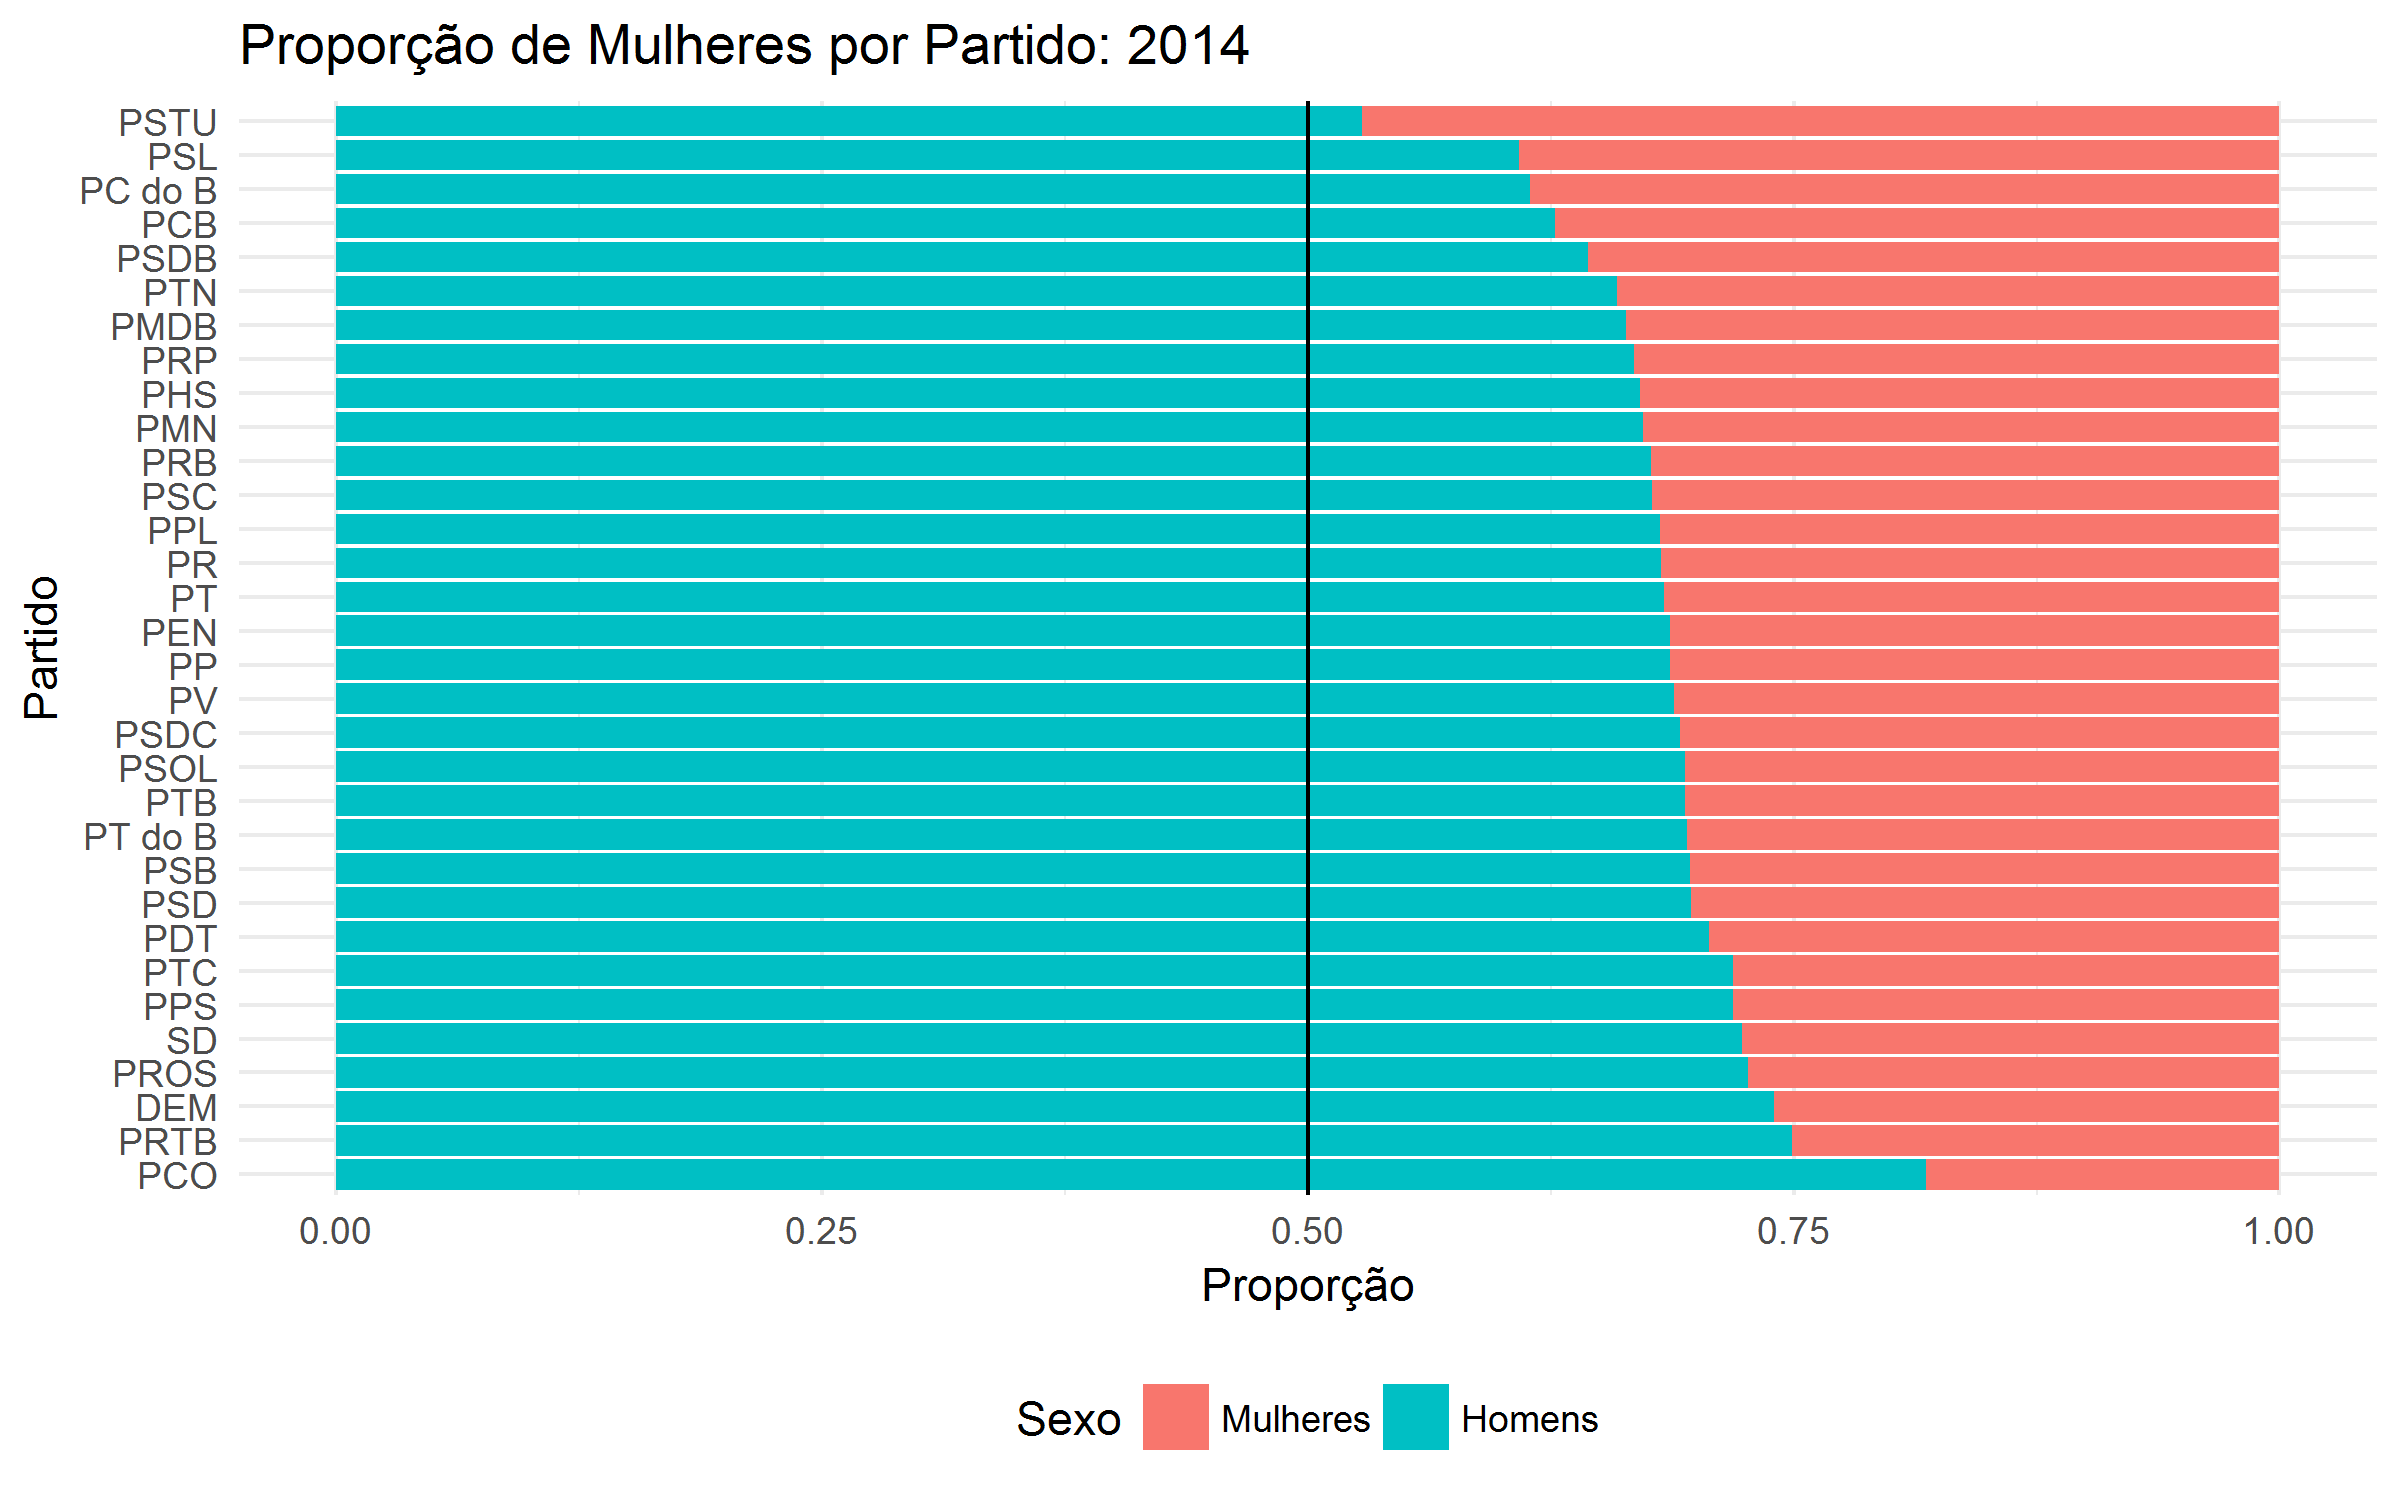 Proporção de Mulheres por Partido: 2014
PSTU
PSL
PC do B
PCB
PSDB
PTN
PMDB
PRP
PHS
PMN
PRB
PSC
PPL
PR
PT
PEN
PP
PV
PSDC
PSOL
PTB
PT do B
PSB
PSD
PDT
PTC
PPS
SD
PROS
DEM
PRTB
PCO
Partido
0.00 0.25 0.50 0.75 1.00
Proporção
Sexo Mulheres Homens